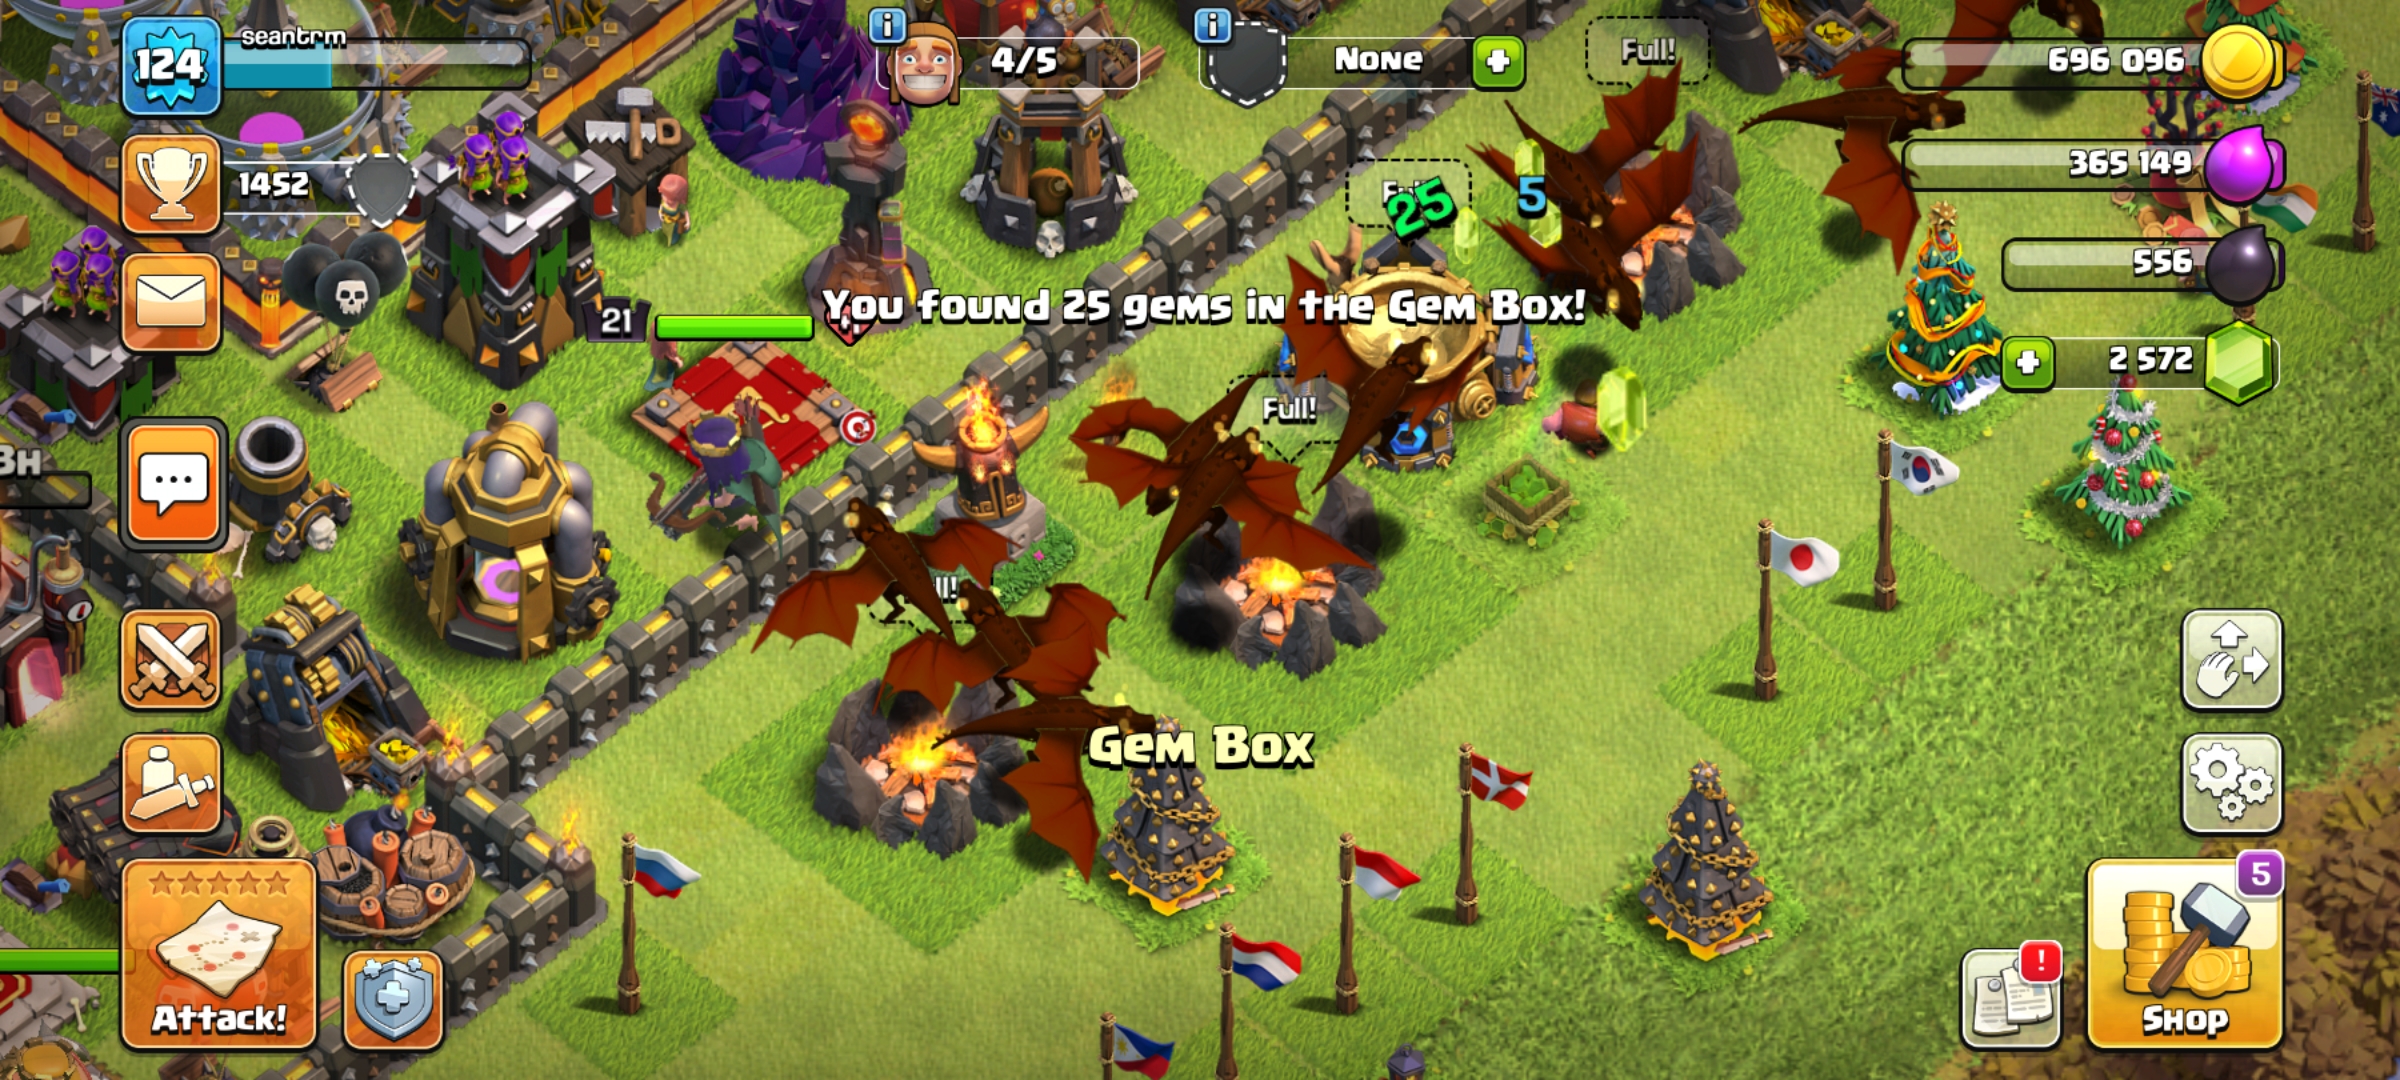 124
seantrm
4/5
None
Full!
696 096
1452
365 149
25
5
556
21
You found 25 gems in the Gem Box!
2 572
Full!
Gem Box
5
Attack!
!
Shop